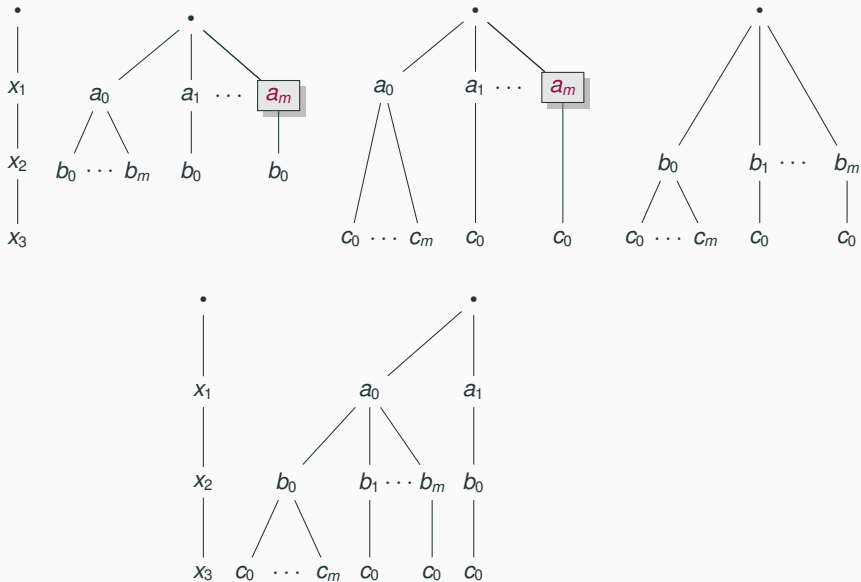 •
•
•
•
x₁ a₀ a₁ ⋯ aₘ a₀ a₁ ⋯ aₘ
x₂ b₀ ⋯ bₘ b₀ b₀ b₀ b₁ ⋯ bₘ
x₃ c₀ ⋯ cₘ c₀ c₀ c₀ ⋯ cₘ c₀ c₀
•
•
x₁ a₀ a₁
x₂ b₀ b₁ ⋯ bₘ b₀
x₃ c₀ ⋯ cₘ c₀ c₀ c₀